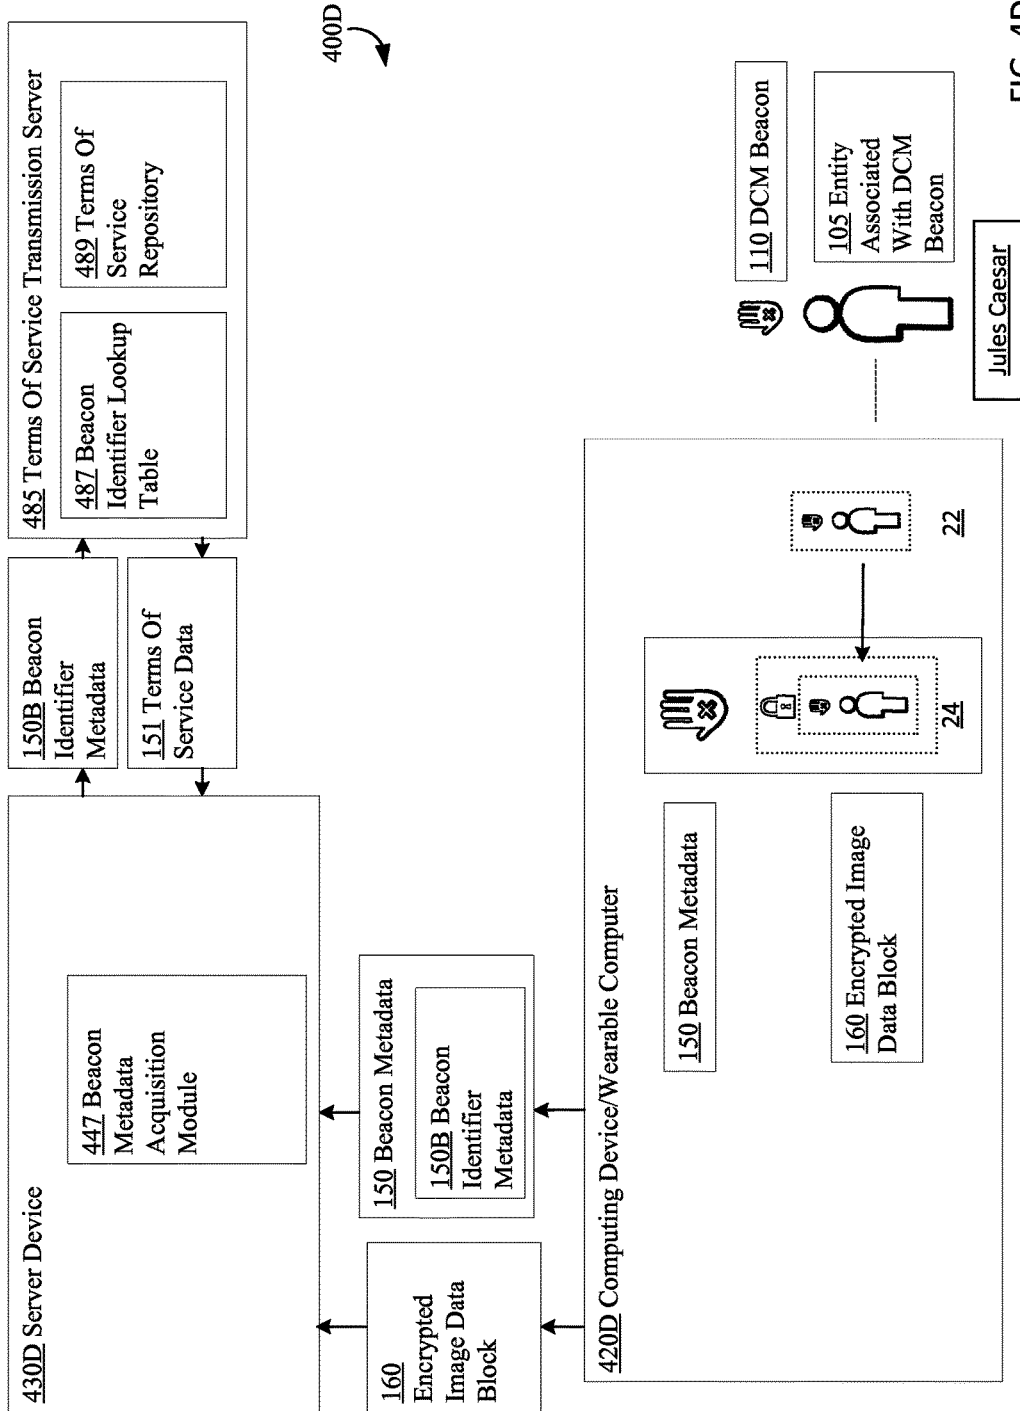 430D Server Device
447 Beacon
Metadata
Acquisition
Module
150B Beacon
Identifier
Metadata
151 Terms Of
Service Data
485 Terms Of Service Transmission Server
487 Beacon
Identifier Lookup
Table
489 Terms Of
Service
Repository
400D
160
Encrypted
Image Data
Block
150 Beacon Metadata
150B Beacon
Identifier
Metadata
420D Computing Device/Wearable Computer
150 Beacon Metadata
160 Encrypted Image
Data Block
24
22
110 DCM Beacon
105 Entity
Associated
With DCM
Beacon
Jules Caesar
FIG. 4D